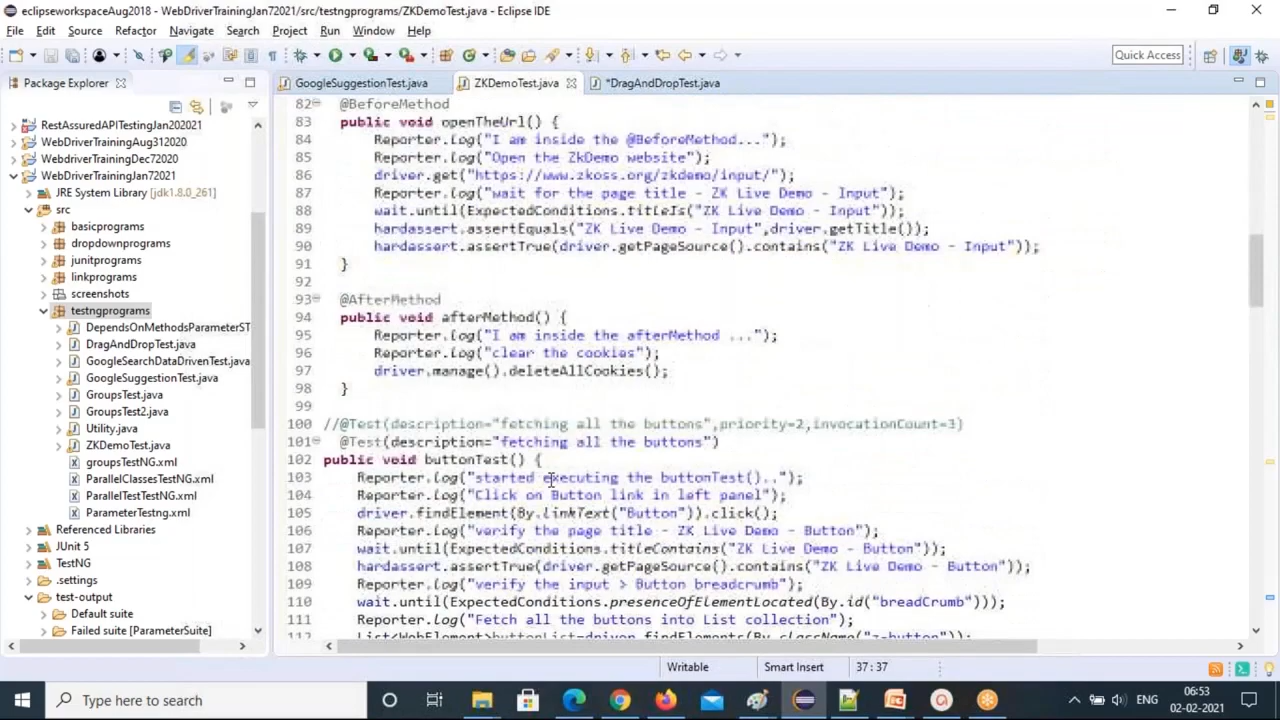 eclipseworkspaceAug2018 - WebDriverTrainingJan72021/src/testngprograms/ZKDemoTest.java - Eclipse IDE
File Edit Source Refactor Navigate Search Project Run Window Help
Quick Access
Package Explorer
GoogleSuggestionTest.java
ZKDemoTest.java
*DragAndDropTest.java
RestAssuredAPITestingJan202021
WebDriverTrainingAug312020
WebdriverTrainingDec72020
WebDriverTrainingJan72021
JRE System Library [jdk1.8.0_261]
src
basicprograms
dropdownprograms
junitprograms
linkprograms
screenshots
testngprograms
DependsOnMethodsParameterST
DragAndDropTest.java
GoogleSearchDataDrivenTest.java
GoogleSuggestionTest.java
GroupsTest.java
GroupsTest2.java
Utility.java
ZKDemoTest.java
groupsTestNG.xml
ParallelClassesTestNG.xml
ParallelTestTestNG.xml
ParameterTestng.xml
Referenced Libraries
JUnit 5
TestNG
.settings
test-output
Default suite
Failed suite [ParameterSuite]
82 @BeforeMethod
83 public void openTheUrl() {
84 Reporter.log("I am inside the @BeforeMethod...");
85 Reporter.log("Open the ZkDemo website");
86 driver.get("https://www.zkoss.org/zkdemo/input/");
87 Reporter.log("wait for the page title - ZK Live Demo - Input");
88 wait.until(ExpectedConditions.titleIs("ZK Live Demo - Input"));
89 hardassert.assertEquals("ZK Live Demo - Input",driver.getTitle());
90 hardassert.assertTrue(driver.getPageSource().contains("ZK Live Demo - Input"));
91 }
92
93 @AfterMethod
94 public void afterMethod() {
95 Reporter.log("I am inside the afterMethod ...");
96 Reporter.log("clear the cookies");
97 driver.manage().deleteAllCookies();
98 }
99
100 //@Test(description="fetching all the buttons",priority=2,invocationCount=3)
101 @Test(description="fetching all the buttons")
102 public void buttonTest() {
103 Reporter.log("started executing the buttonTest()..");
104 Reporter.log("Click on Button link in left panel");
105 driver.findElement(By.linkText("Button")).click();
106 Reporter.log("verify the page title - ZK Live Demo - Button");
107 wait.until(ExpectedConditions.titleContains("ZK Live Demo - Button"));
108 hardassert.assertTrue(driver.getPageSource().contains("ZK Live Demo - Button"));
109 Reporter.log("verify the input > Button breadcrumb");
110 wait.until(ExpectedConditions.presenceOfElementLocated(By.id("breadCrumb")));
111 Reporter.log("Fetch all the buttons into List collection");
112 List<WebElement>buttonList=driver.findElements(By.className("z-button"));
Writable Smart Insert 37 : 37
Type here to search
ENG
06:53
02-02-2021